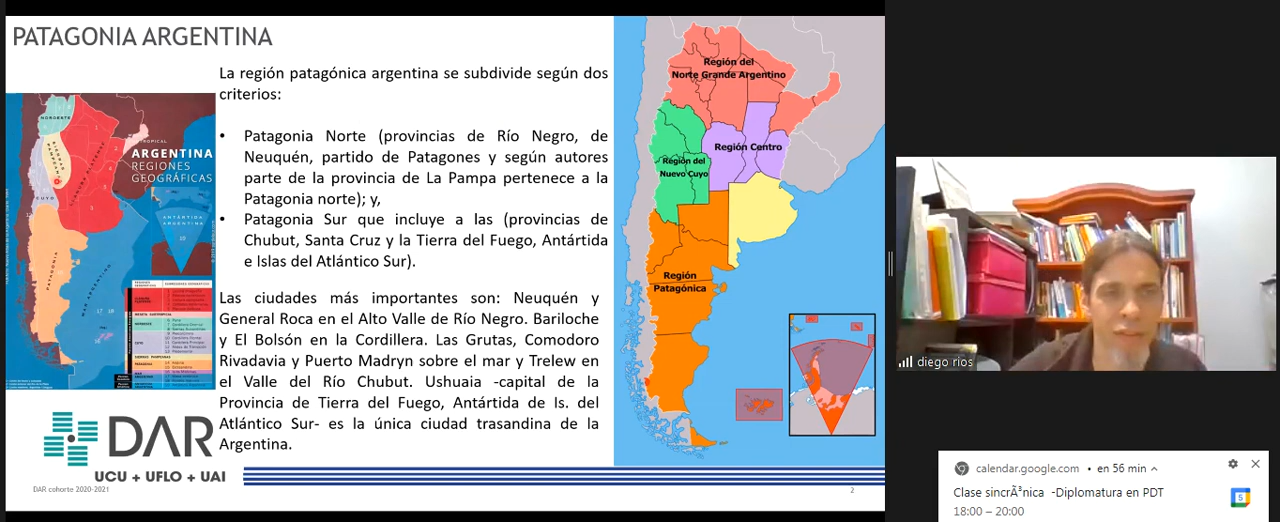 PATAGONIA ARGENTINA
La región patagónica argentina se subdivide según dos
criterios:
• Patagonia Norte (provincias de Río Negro, de
Neuquén, partido de Patagones y según autores
parte de la provincia de La Pampa pertenece a la
Patagonia norte); y,
• Patagonia Sur que incluye a las (provincias de
Chubut, Santa Cruz y la Tierra del Fuego, Antártida
e Islas del Atlántico Sur).
Las ciudades más importantes son: Neuquén y
General Roca en el Alto Valle de Río Negro. Bariloche
y El Bolsón en la Cordillera. Las Grutas, Comodoro
Rivadavia y Puerto Madryn sobre el mar y Trelew en
el Valle del Río Chubut. Ushuaia -capital de la
Provincia de Tierra del Fuego, Antártida de Is. del
Atlántico Sur- es la única ciudad trasandina de la
Argentina.
NOROESTE
ARGENTINA
REGIONES
GEOGRÁFICAS
CUYO
ANTÁRTIDA
ARGENTINA
PATAGONIA
MAR ARGENTINO
DAR
UCU + UFLO + UAI
DAR cohorte 2020-2021
2
Región del
Norte Grande Argentino
Región Centro
Región del
Nuevo Cuyo
Región
Patagónica
diego rios
calendar.google.com • en 56 min
Clase sincrÃ³nica -Diplomatura en PDT
18:00 – 20:00
5